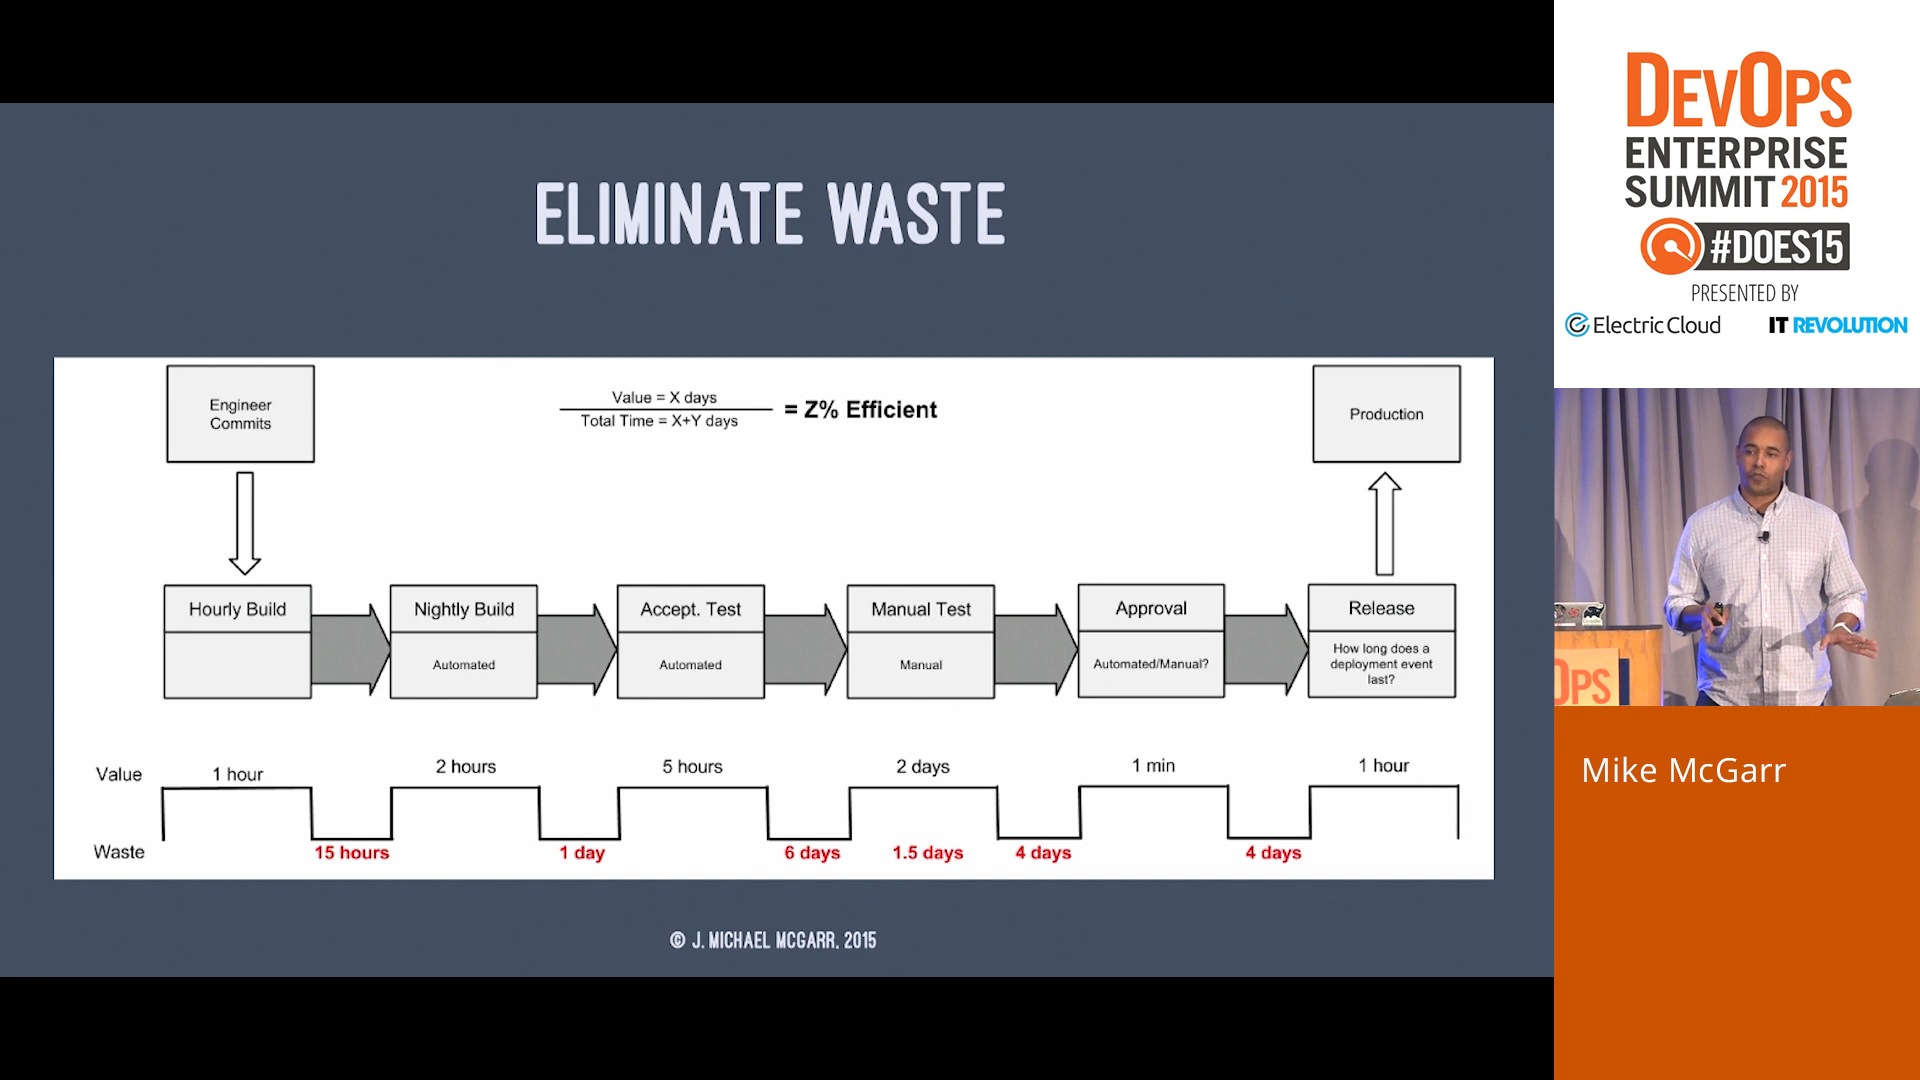 ELIMINATE WASTE
Engineer
Commits
Value = X days
Total Time = X+Y days
= Z% Efficient
Production
Hourly Build
Nightly Build
Automated
Accept. Test
Automated
Manual Test
Manual
Approval
Automated/Manual?
Release
How long does a
deployment event
last?
Value
1 hour
2 hours
5 hours
2 days
1 min
1 hour
Waste
15 hours
1 day
6 days
1.5 days
4 days
4 days
© J. MICHAEL MCGARR, 2015
DEVOPS
ENTERPRISE
SUMMIT 2015
#DOES15
PRESENTED BY
Electric Cloud
IT REVOLUTION
OPS
Mike McGarr